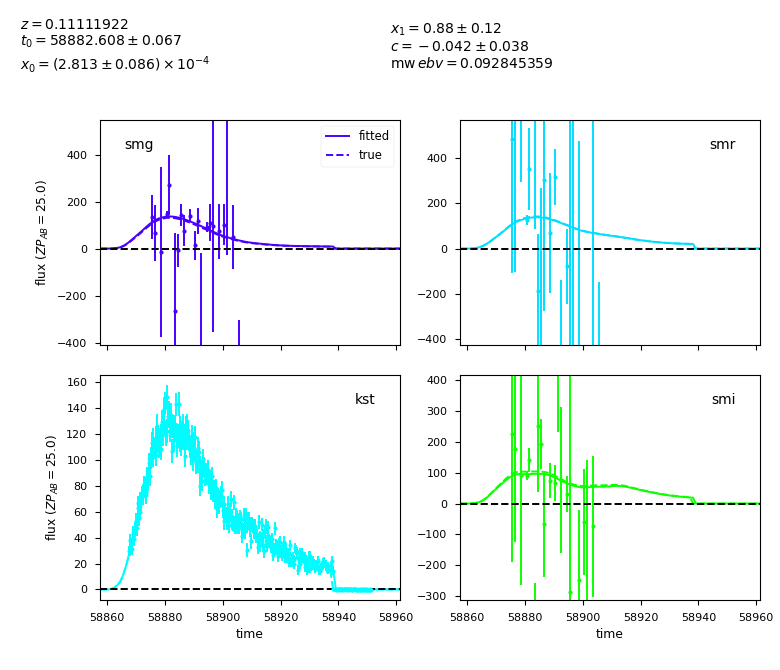 z = 0.11111922
t₀ = 58882.608 ± 0.067
x₀ = (2.813 ± 0.086) × 10⁻⁴
x₁ = 0.88 ± 0.12
c = −0.042 ± 0.038
mw ebv = 0.092845359
smg
fitted
true
400
200
0
−200
−400
flux (ZP_AB = 25.0)
smr
400
200
0
−200
−400
kst
160
140
120
100
80
60
40
20
0
flux (ZP_AB = 25.0)
58860 58880 58900 58920 58940 58960
time
smi
400
300
200
100
0
−100
−200
−300
58860 58880 58900 58920 58940 58960
time